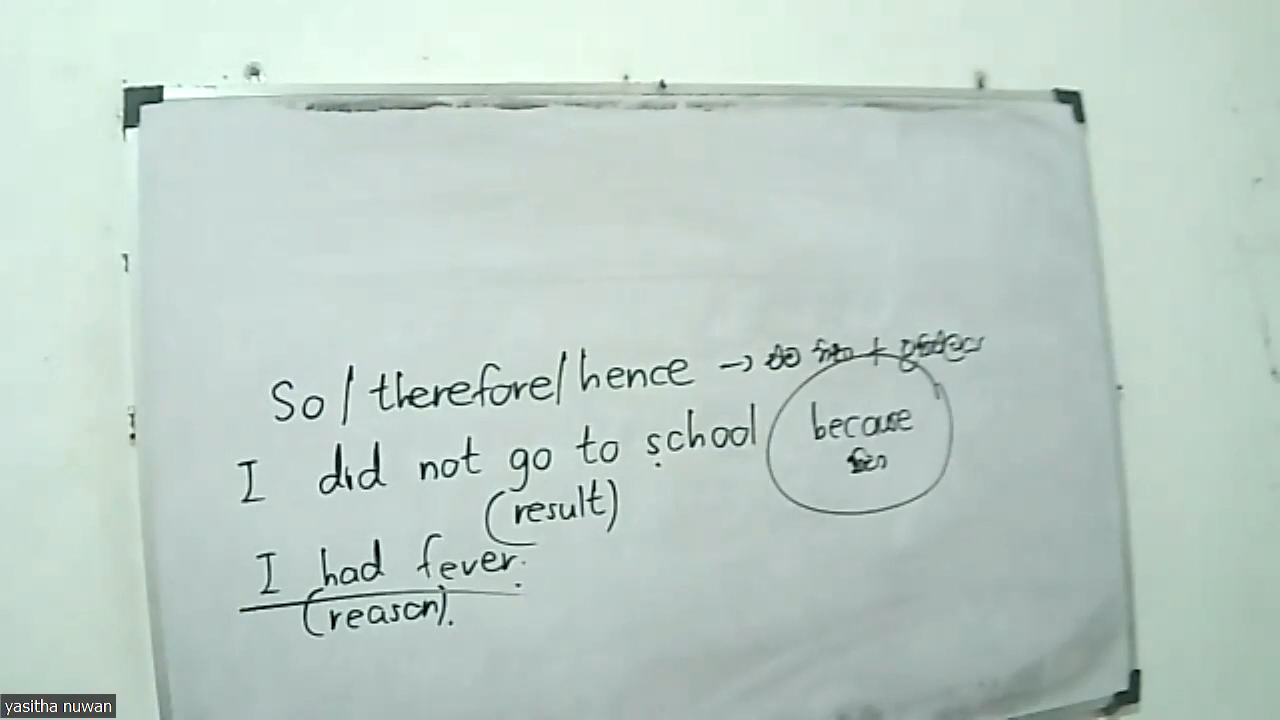 So / therefore / hence →
I did not go to school because
(result)
I had fever.
(reason).
yasitha nuwan